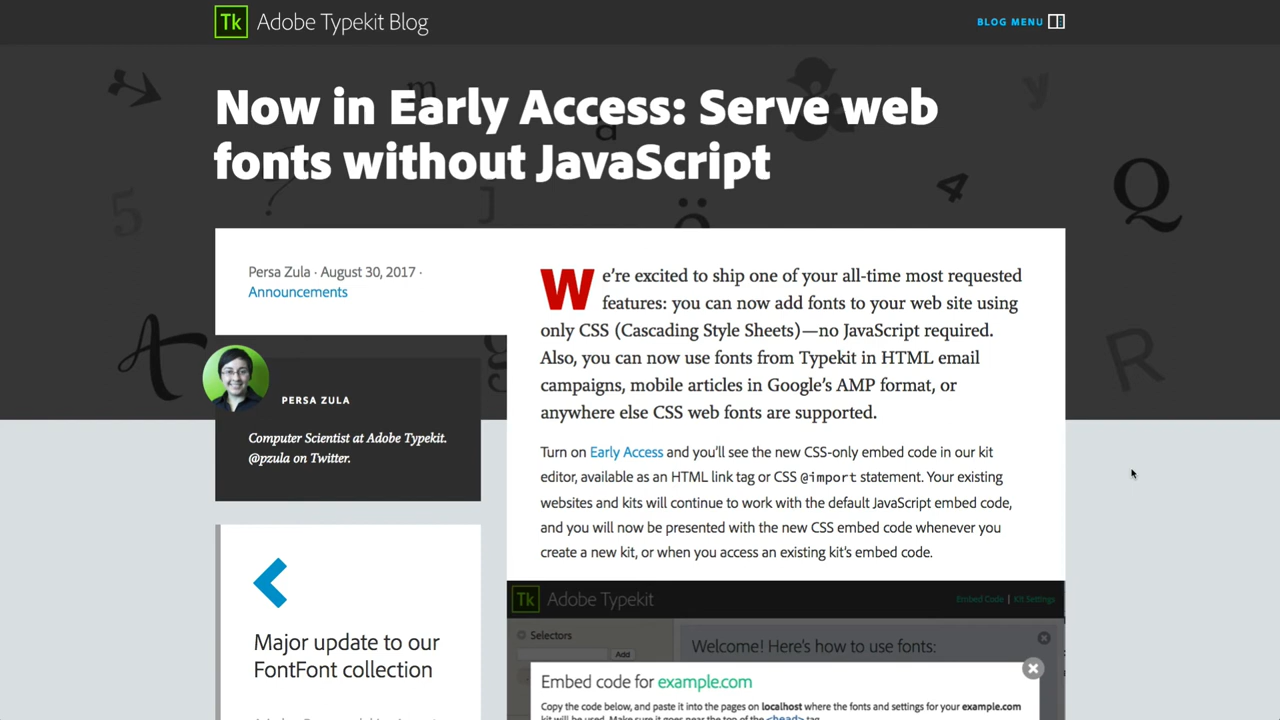 Tk Adobe Typekit Blog
BLOG MENU
Now in Early Access: Serve web
fonts without JavaScript
Persa Zula · August 30, 2017 ·
Announcements
PERSA ZULA
Computer Scientist at Adobe Typekit.
@pzula on Twitter.
Major update to our
FontFont collection
We’re excited to ship one of your all-time most requested
features: you can now add fonts to your web site using
only CSS (Cascading Style Sheets)—no JavaScript required.
Also, you can now use fonts from Typekit in HTML email
campaigns, mobile articles in Google’s AMP format, or
anywhere else CSS web fonts are supported.
Turn on Early Access and you’ll see the new CSS-only embed code in our kit
editor, available as an HTML link tag or CSS @import statement. Your existing
websites and kits will continue to work with the default JavaScript embed code,
and you will now be presented with the new CSS embed code whenever you
create a new kit, or when you access an existing kit’s embed code.
Tk Adobe Typekit
Embed Code | Kit Settings
Selectors
Add
Welcome! Here's how to use fonts:
Embed code for example.com
Copy the code below, and paste it into the pages on localhost where the fonts and settings for your example.com
kit will be used. Make sure it goes near the top of the <head> tag